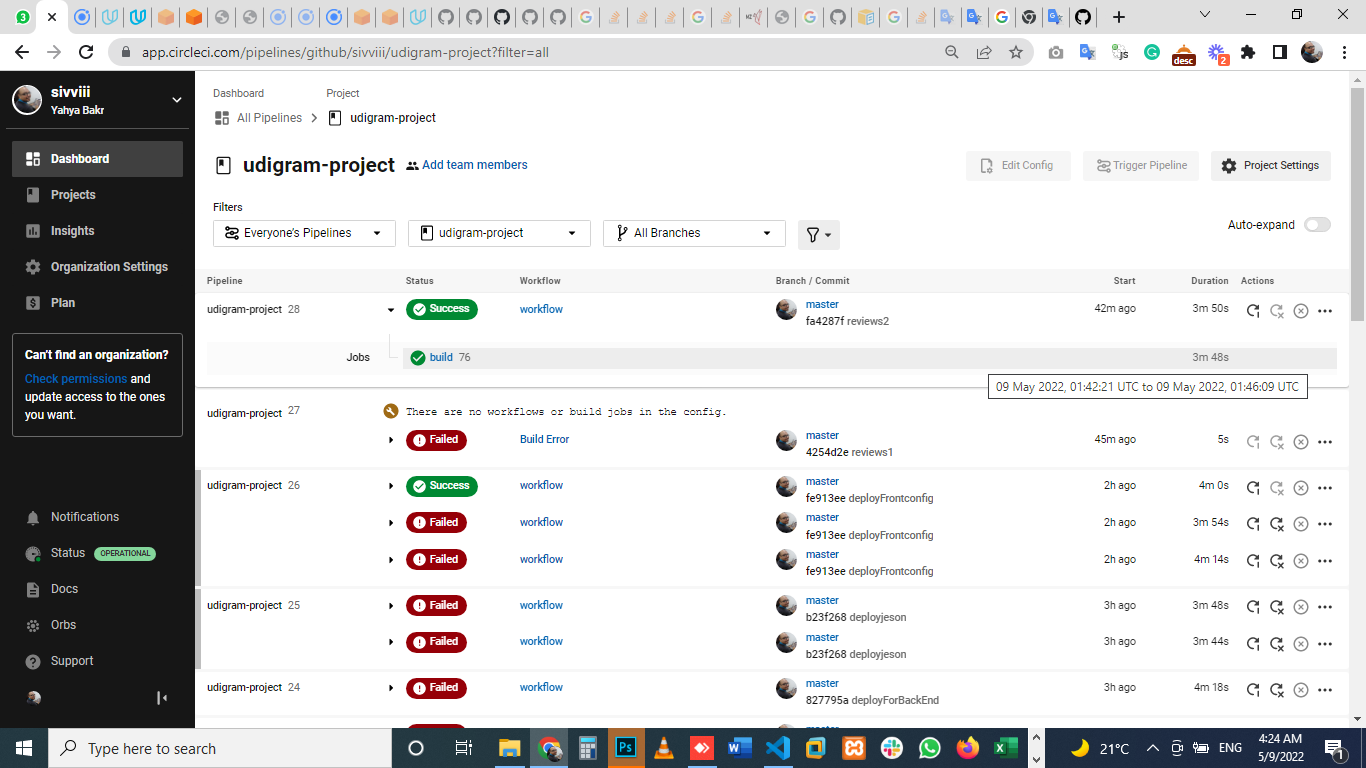 3
app.circleci.com/pipelines/github/sivviii/udigram-project?filter=all
js
desc
2
sivviii
Yahya Bakr
Dashboard
Projects
Insights
Organization Settings
Plan
Can't find an organization?
Check permissions and
update access to the ones
you want.
Notifications
Status OPERATIONAL
Docs
Orbs
Support
Dashboard Project
All Pipelines udigram-project
udigram-project Add team members
Edit Config Trigger Pipeline Project Settings
Filters
Everyone's Pipelines udigram-project All Branches
Auto-expand
Pipeline Status Workflow Branch / Commit Start Duration Actions
udigram-project 28 Success workflow master 42m ago 3m 50s
fa4287f reviews2
Jobs build 76 3m 48s
09 May 2022, 01:42:21 UTC to 09 May 2022, 01:46:09 UTC
udigram-project 27 There are no workflows or build jobs in the config.
Failed Build Error master 45m ago 5s
4254d2e reviews1
udigram-project 26 Success workflow master 2h ago 4m 0s
fe913ee deployFrontconfig
Failed workflow master 2h ago 3m 54s
fe913ee deployFrontconfig
Failed workflow master 2h ago 4m 14s
fe913ee deployFrontconfig
udigram-project 25 Failed workflow master 3h ago 3m 48s
b23f268 deployjeson
Failed workflow master 3h ago 3m 44s
b23f268 deployjeson
udigram-project 24 Failed workflow master 3h ago 4m 18s
827795a deployForBackEnd
Type here to search
Ps
21°C ENG
4:24 AM
5/9/2022
1